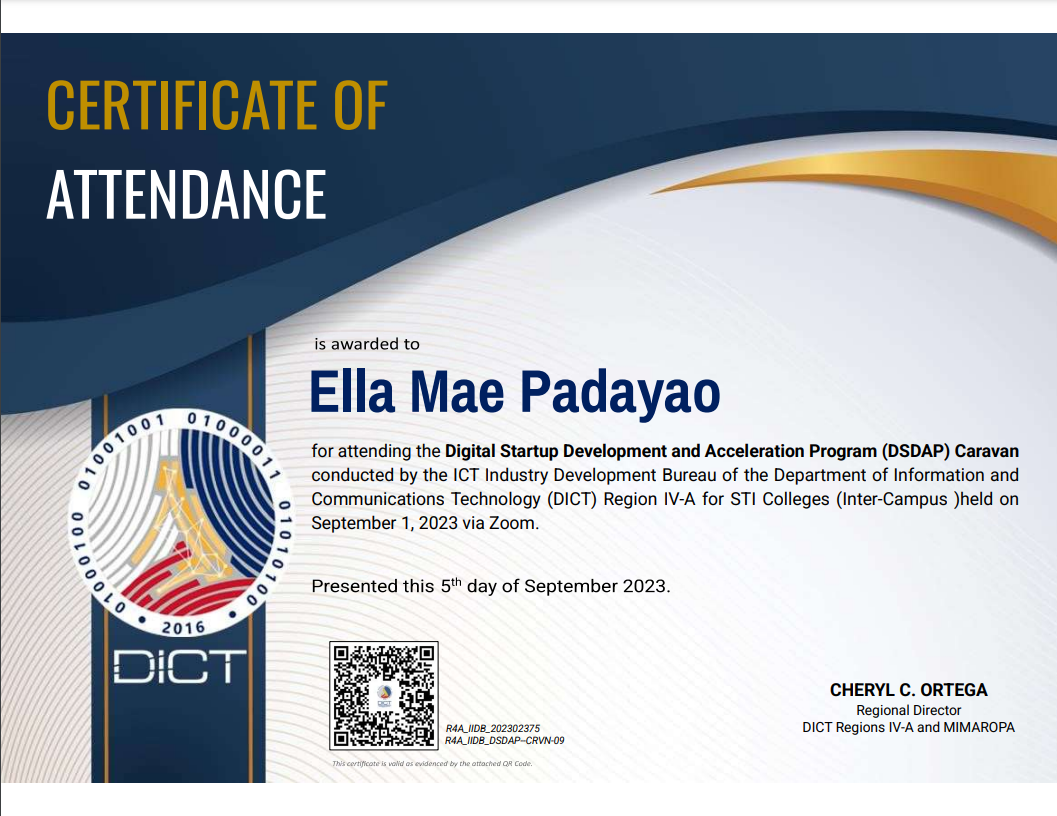 CERTIFICATE OF
ATTENDANCE
is awarded to
Ella Mae Padayao
for attending the Digital Startup Development and Acceleration Program (DSDAP) Caravan
conducted by the ICT Industry Development Bureau of the Department of Information and
Communications Technology (DICT) Region IV-A for STI Colleges (Inter-Campus )held on
September 1, 2023 via Zoom.
Presented this 5th day of September 2023.
01000100 01001001 01000011 01010100
• 2016 •
DICT
R4A_IIDB_202302375
R4A_IIDB_DSDAP–CRVN-09
This certificate is valid as evidenced by the attached QR Code.
CHERYL C. ORTEGA
Regional Director
DICT Regions IV-A and MIMAROPA